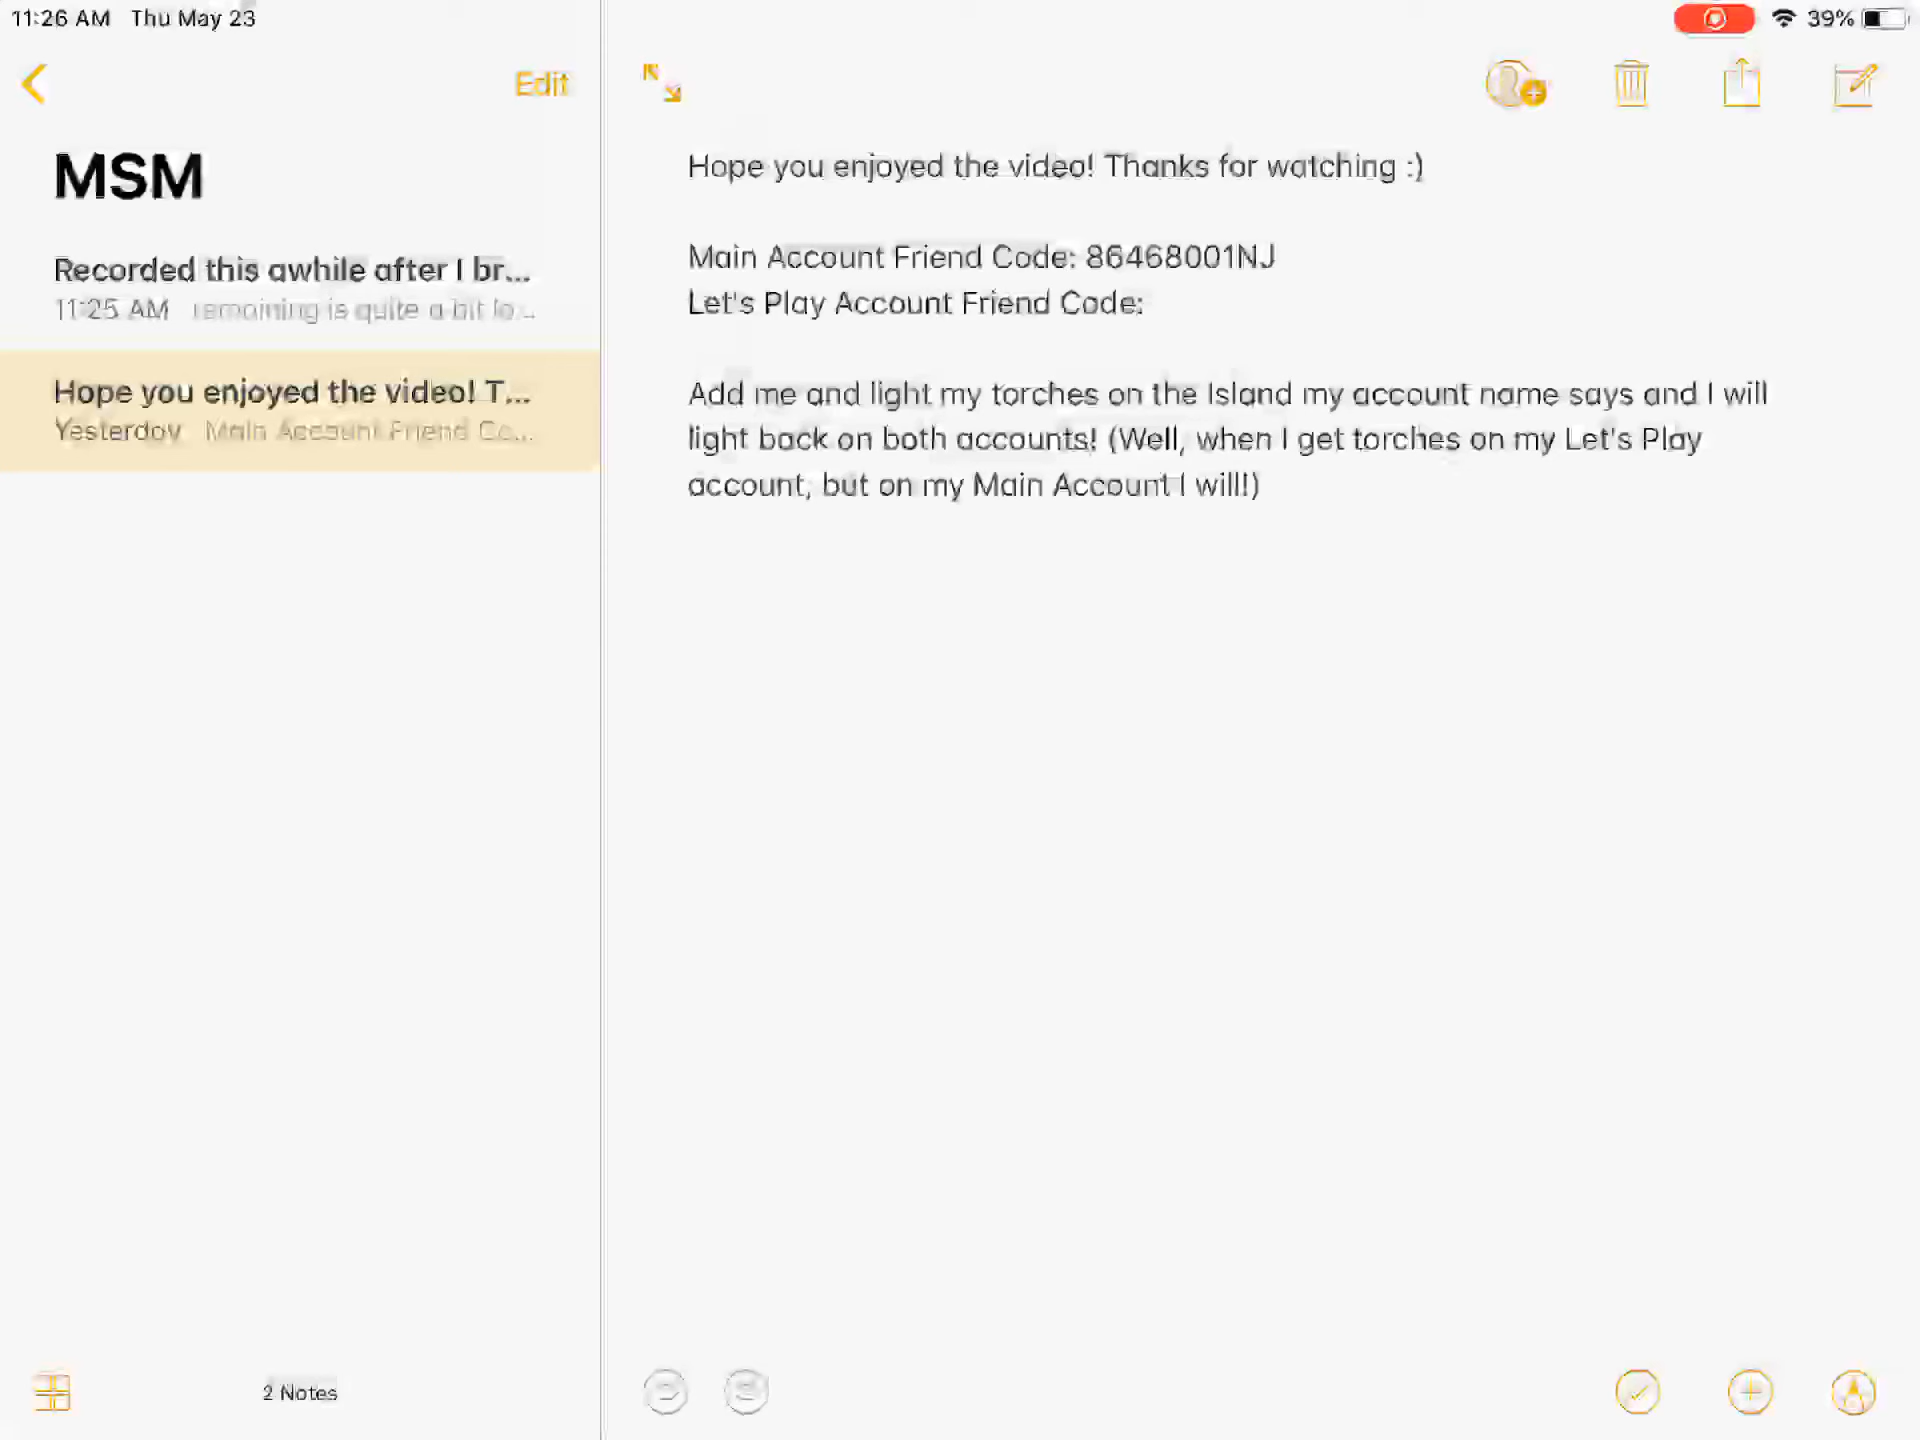 11:26 AM Thu May 23
39%
Edit
MSM
Recorded this awhile after I br...
11:25 AM remaining is quite a bit lo...
Hope you enjoyed the video! T...
Yesterday Main Account Friend Co...
2 Notes
Hope you enjoyed the video! Thanks for watching :)
Main Account Friend Code: 86468001NJ
Let's Play Account Friend Code:
Add me and light my torches on the Island my account name says and I will
light back on both accounts! (Well, when I get torches on my Let's Play
account, but on my Main Account I will!)